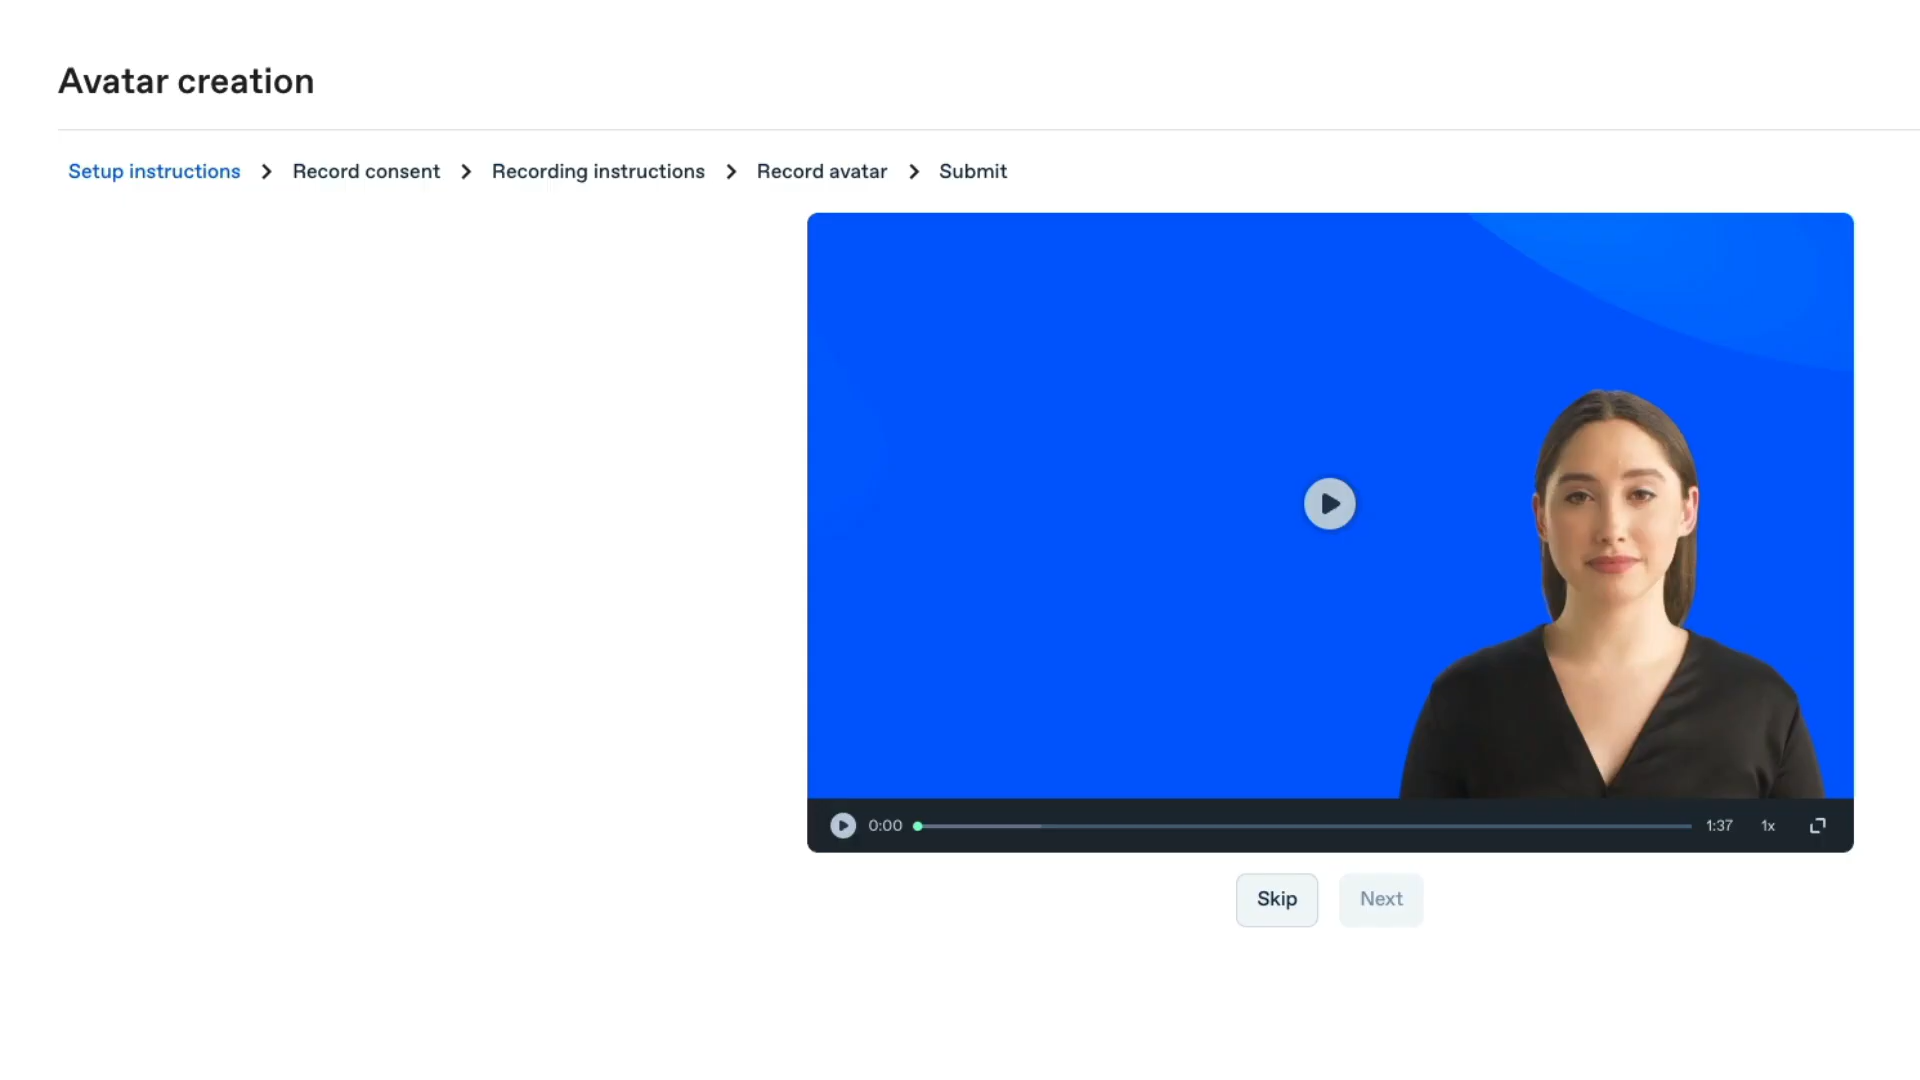 Avatar creation
Setup instructions > Record consent > Recording instructions > Record avatar > Submit
0:00 1:37 1x
Skip Next